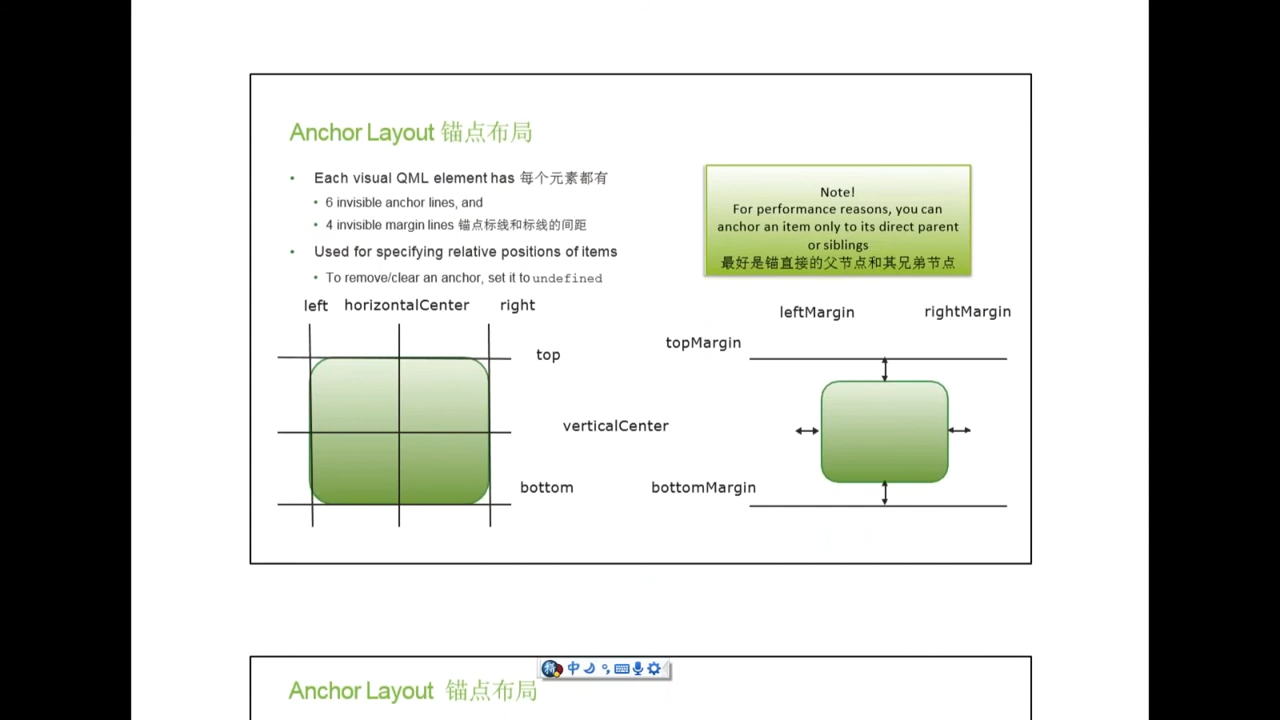 Anchor Layout 锚点布局
• Each visual QML element has 每个元素都有
• 6 invisible anchor lines, and
• 4 invisible margin lines 锚点标线和标线的间距
• Used for specifying relative positions of items
• To remove/clear an anchor, set it to undefined
Note!
For performance reasons, you can
anchor an item only to its direct parent
or siblings
最好是锚直接的父节点和其兄弟节点
left horizontalCenter right
top
verticalCenter
bottom
leftMargin rightMargin
topMargin
bottomMargin
中
Anchor Layout 锚点布局